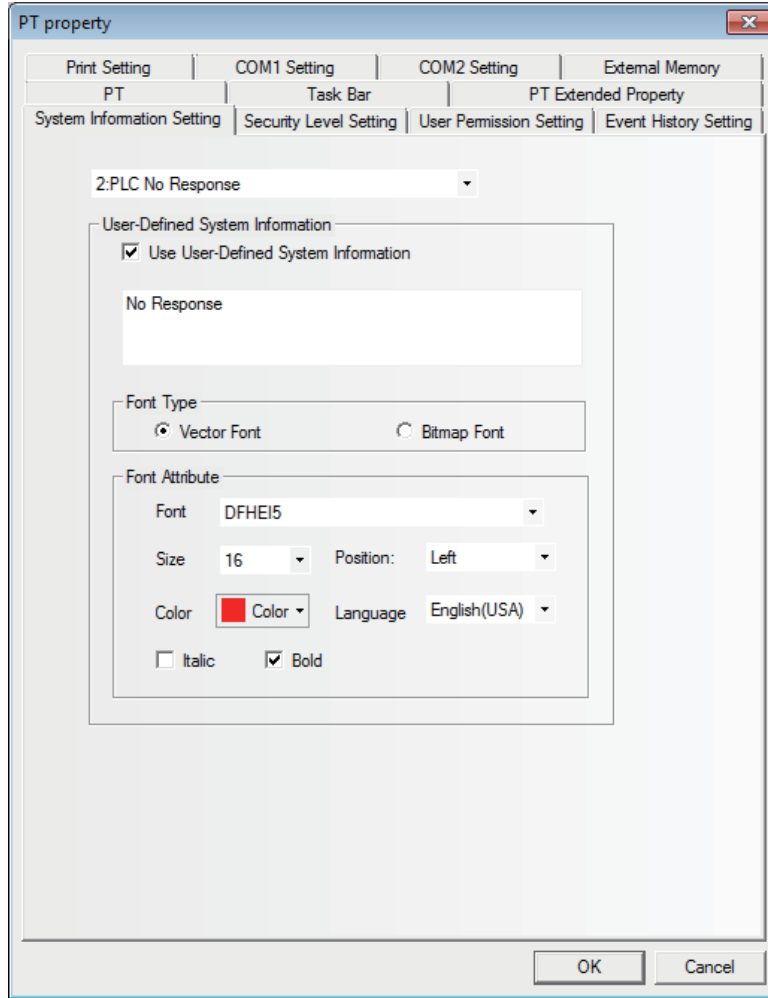 PT property
Print Setting COM1 Setting COM2 Setting External Memory
PT Task Bar PT Extended Property
System Information Setting Security Level Setting User Permission Setting Event History Setting
2:PLC No Response
User-Defined System Information
Use User-Defined System Information
No Response
Font Type
Vector Font Bitmap Font
Font Attribute
Font DFHEI5
Size 16 Position: Left
Color Color Language English(USA)
Italic Bold
OK Cancel